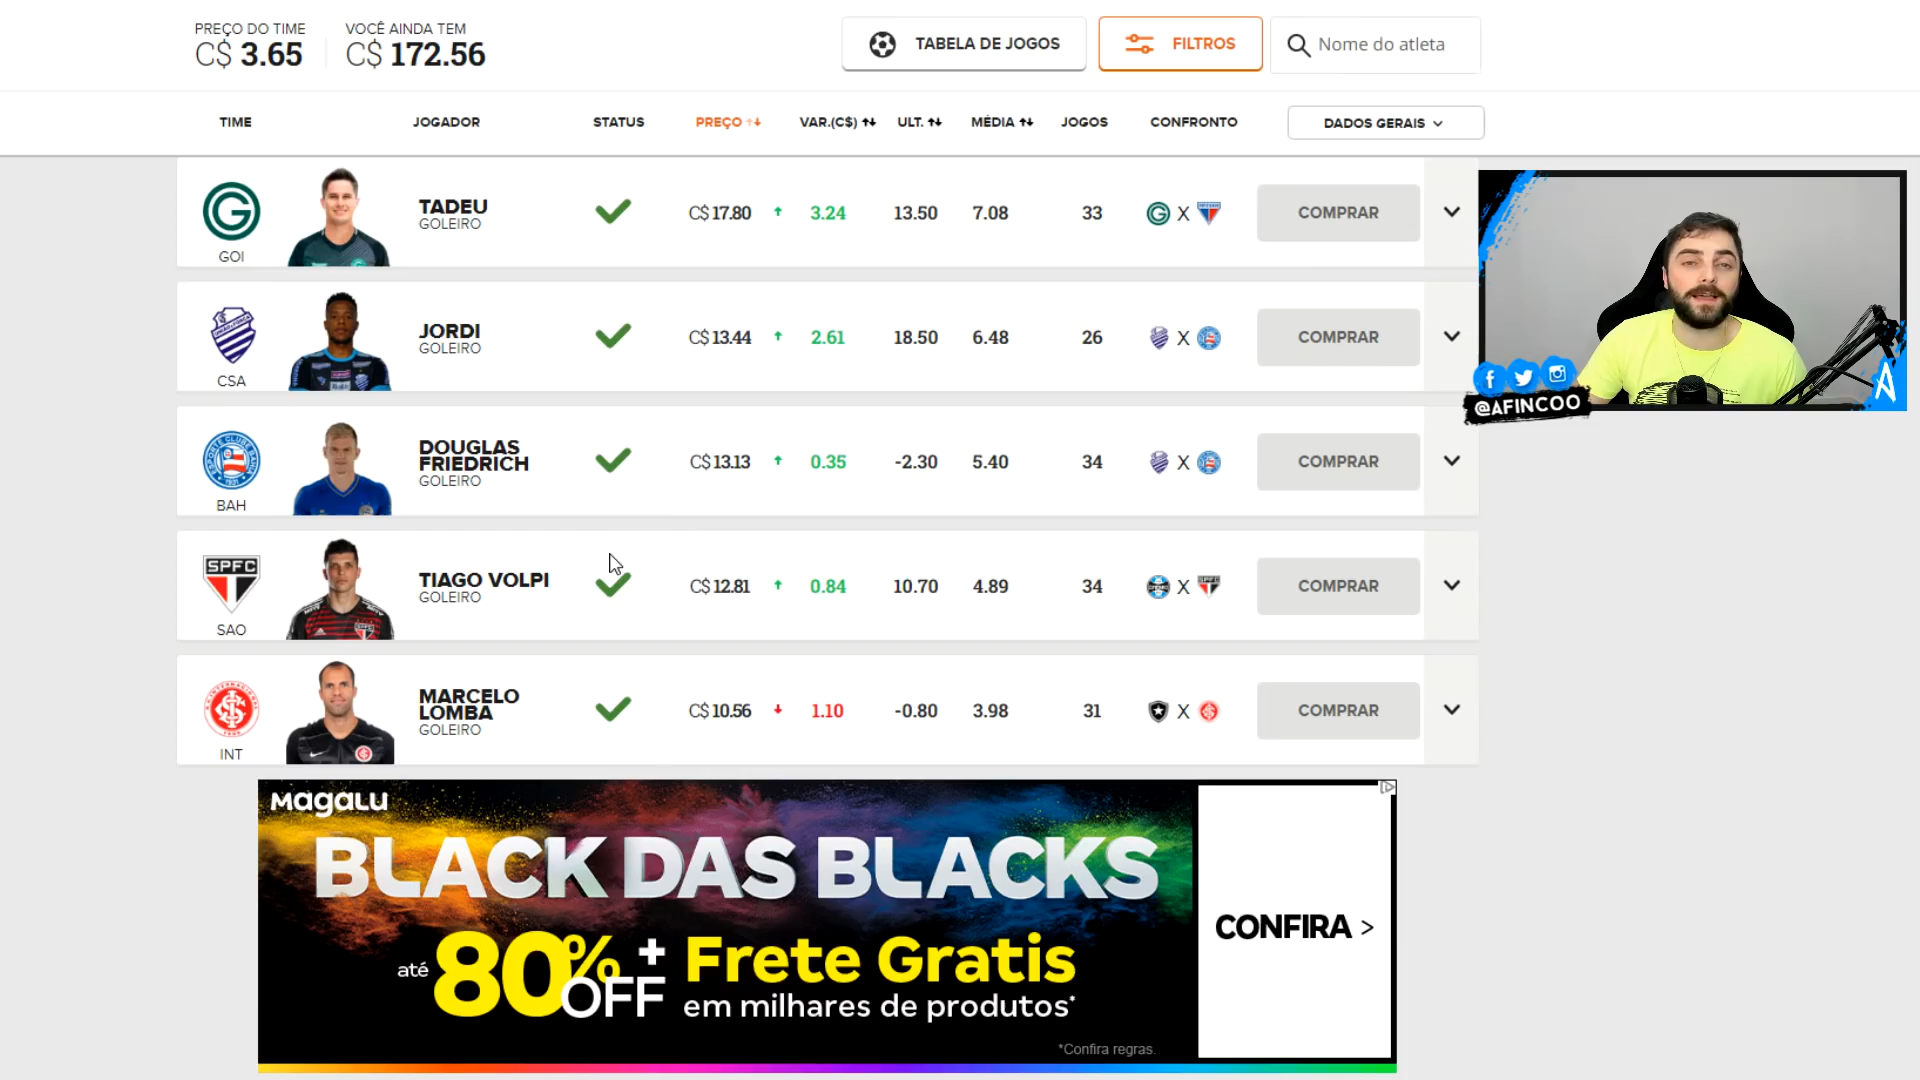 PREÇO DO TIME
C$ 3.65
VOCÊ AINDA TEM
C$ 172.56
TABELA DE JOGOS
FILTROS
Nome do atleta
TIME JOGADOR STATUS PREÇO VAR.(C$) ULT. MÉDIA JOGOS CONFRONTO DADOS GERAIS
GOI
TADEU
GOLEIRO
C$ 17.80 3.24 13.50 7.08 33 X COMPRAR
CSA
JORDI
GOLEIRO
C$ 13.44 2.61 18.50 6.48 26 X COMPRAR
BAH
DOUGLAS
FRIEDRICH
GOLEIRO
C$ 13.13 0.35 -2.30 5.40 34 X COMPRAR
SPFC
SAO
TIAGO VOLPI
GOLEIRO
C$ 12.81 0.84 10.70 4.89 34 X COMPRAR
INT
MARCELO
LOMBA
GOLEIRO
C$ 10.56 1.10 -0.80 3.98 31 X COMPRAR
@AFINCOO
Magalu
BLACK DAS BLACKS
até 80% OFF + Frete Gratis
em milhares de produtos*
*Confira regras.
CONFIRA >